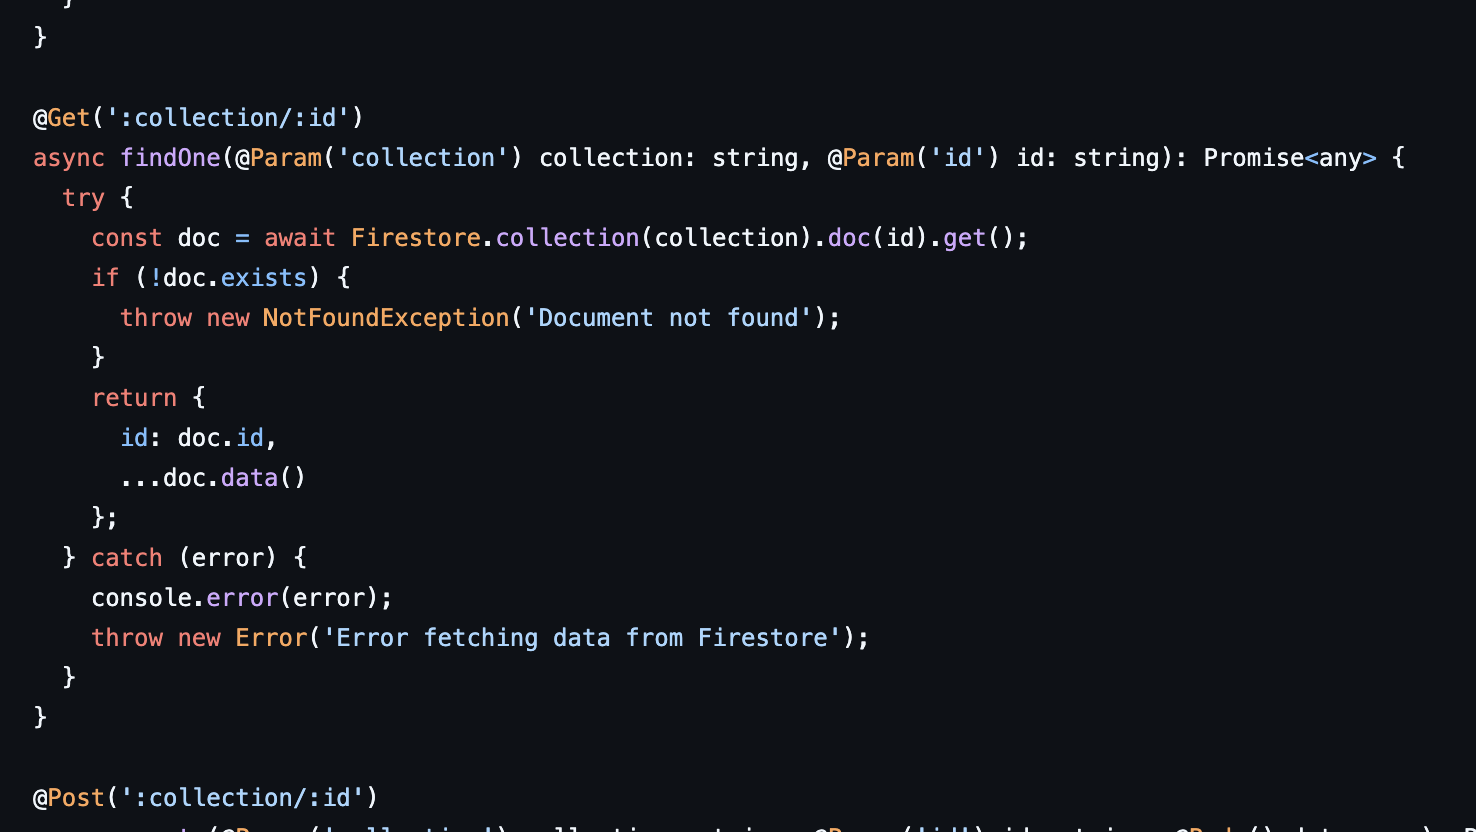 }
}
@Get(':collection/:id')
async findOne(@Param('collection') collection: string, @Param('id') id: string): Promise<any> {
try {
const doc = await Firestore.collection(collection).doc(id).get();
if (!doc.exists) {
throw new NotFoundException('Document not found');
}
return {
id: doc.id,
...doc.data()
};
} catch (error) {
console.error(error);
throw new Error('Error fetching data from Firestore');
}
}
@Post(':collection/:id')